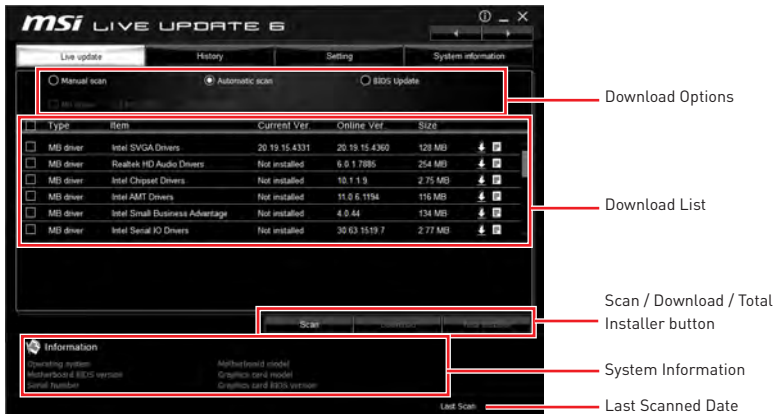 msi LIVE UPDATE 6
Live update History Setting System information
Manual scan Automatic scan BIOS Update
MB driver
Type Item Current Ver. Online Ver. Size
MB driver Intel SVGA Drivers 20.19.15.4331 20.19.15.4360 128 MB
MB driver Realtek HD Audio Drivers Not installed 6.0.1.7885 254 MB
MB driver Intel Chipset Drivers Not installed 10.1.1.9 2.75 MB
MB driver Intel AMT Drivers Not installed 11.0.6.1194 116 MB
MB driver Intel Small Business Advantage Not installed 4.0.44 134 MB
MB driver Intel Serial IO Drivers Not installed 30.63.1519.7 2.77 MB
Scan Download Total Installer
Information
Operating system Motherboard model
Motherboard BIOS version Graphics card model
Serial Number Graphics card BIOS version
Last Scan
Download Options
Download List
Scan / Download / Total
Installer button
System Information
Last Scanned Date